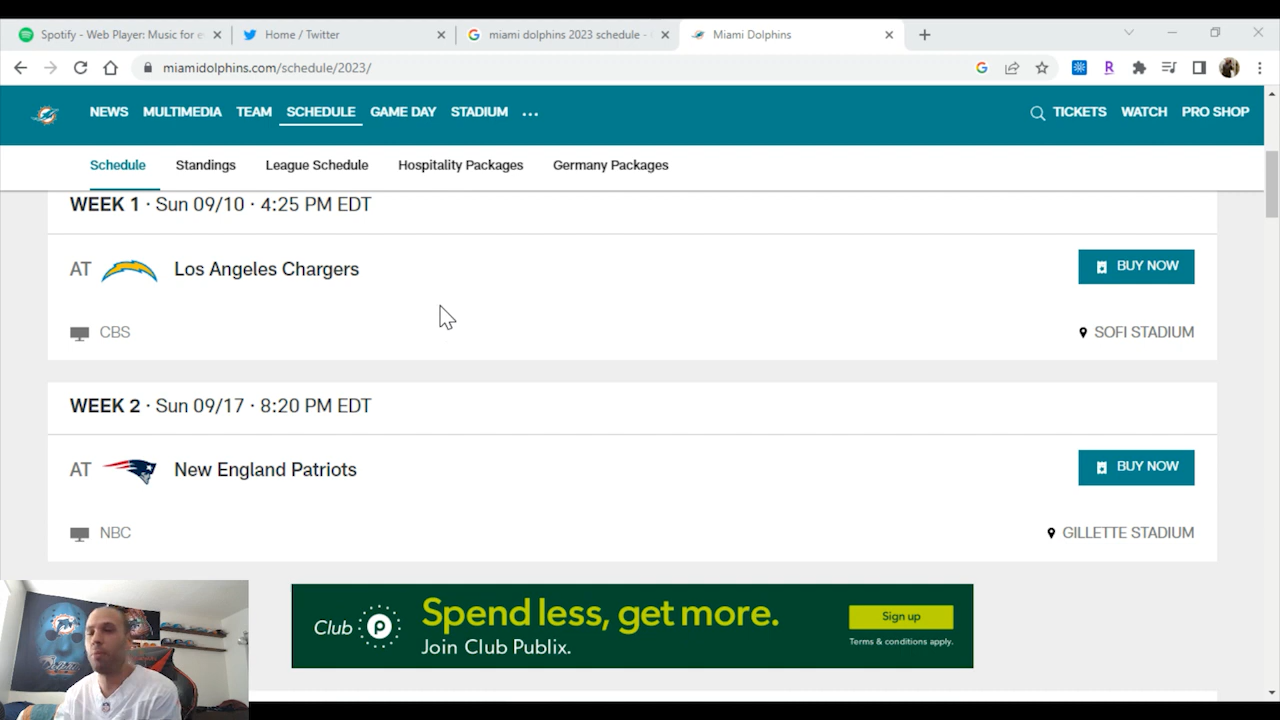 Spotify - Web Player: Music for e
Home / Twitter
miami dolphins 2023 schedule -
Miami Dolphins
miamidolphins.com/schedule/2023/
NEWS MULTIMEDIA TEAM SCHEDULE GAME DAY STADIUM ... TICKETS WATCH PRO SHOP
Schedule Standings League Schedule Hospitality Packages Germany Packages
WEEK 1 · Sun 09/10 · 4:25 PM EDT
AT Los Angeles Chargers BUY NOW
CBS SOFI STADIUM
WEEK 2 · Sun 09/17 · 8:20 PM EDT
AT New England Patriots BUY NOW
NBC GILLETTE STADIUM
Club P Spend less, get more. Sign up
Join Club Publix. Terms & conditions apply.